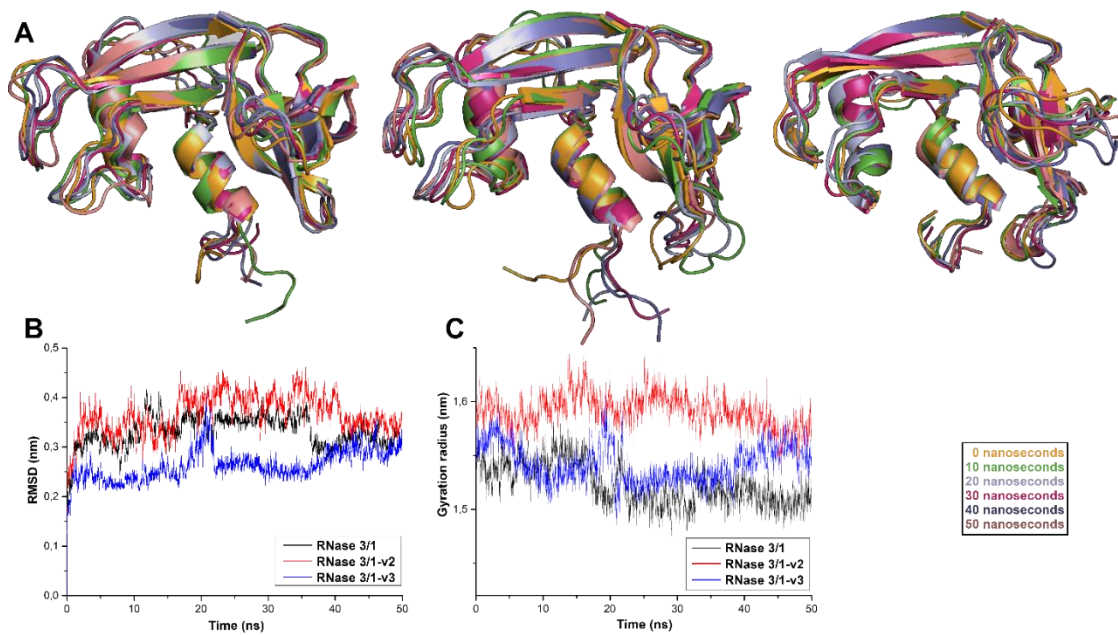 A
B
C
0,5
0,4
0,3
0,2
0,1
0,0
RMSD (nm)
0
10
20
30
40
50
Time (ns)
RNase 3/1
RNase 3/1-v2
RNase 3/1-v3
1,6
1,5
Gyration radius (nm)
0
10
20
30
40
50
Time (ns)
RNase 3/1
RNase 3/1-v2
RNase 3/1-v3
0 nanoseconds
10 nanoseconds
20 nanoseconds
30 nanoseconds
40 nanoseconds
50 nanoseconds